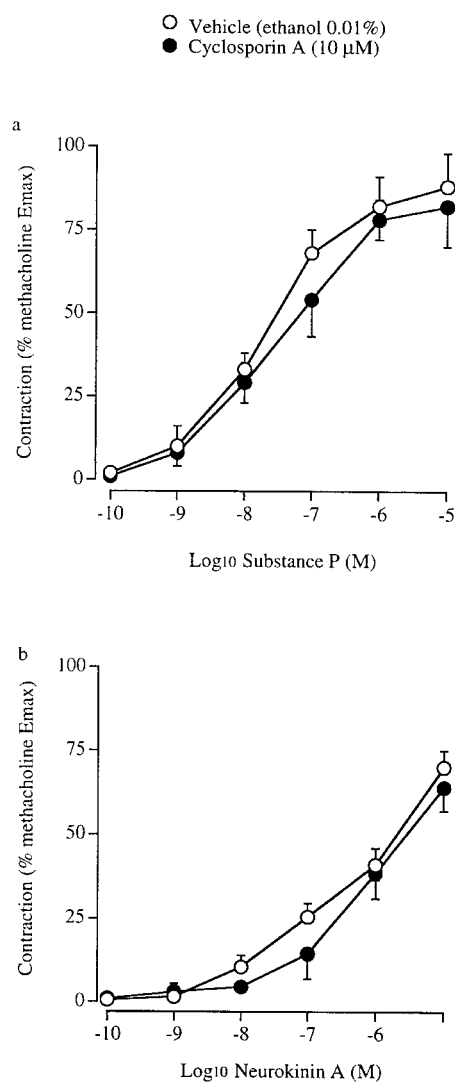 Vehicle (ethanol 0.01%)
Cyclosporin A (10 µM)
a
100
75
50
25
0
Contraction (% methacholine Emax)
-10 -9 -8 -7 -6 -5
Log10 Substance P (M)
b
100
75
50
25
0
Contraction (% methacholine Emax)
-10 -9 -8 -7 -6
Log10 Neurokinin A (M)